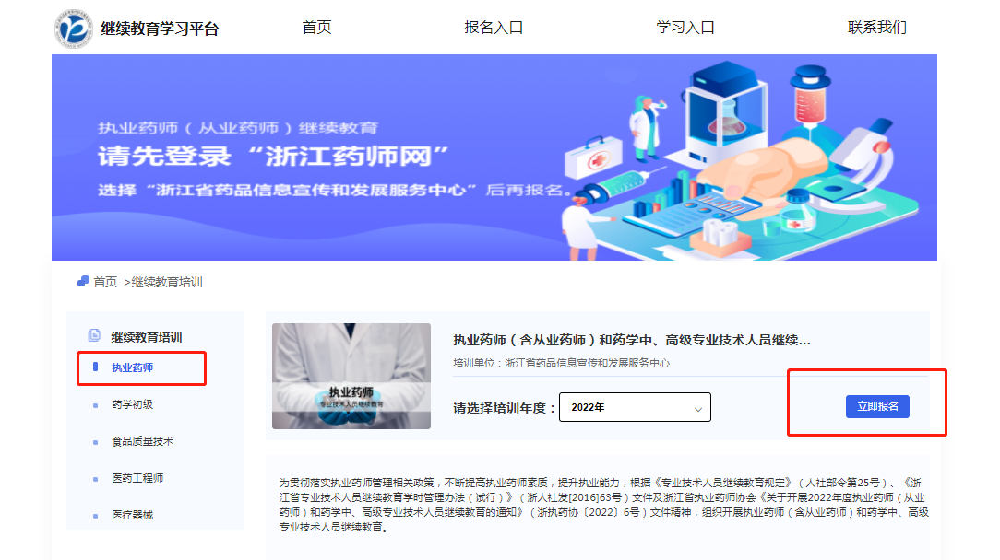 继续教育学习平台
首页
报名入口
学习入口
联系我们
执业药师（从业药师）继续教育
请先登录“浙江药师网”
选择“浙江省药品信息宣传和发展服务中心”后再报名。
首页 >继续教育培训
继续教育培训
执业药师
药学初级
食品质量技术
医药工程师
医疗器械
执业药师
专业技术人员继续教育
执业药师（含从业药师）和药学中、高级专业技术人员继续...
培训单位：浙江省药品信息宣传和发展服务中心
请选择培训年度：
2022年
立即报名
为贯彻落实执业药师管理相关政策，不断提高执业药师素质，提升执业能力，根据《专业技术人员继续教育规定》（人社部令第25号）、《浙
江省专业技术人员继续教育学时管理办法（试行）》（浙人社发[2016]63号）文件及浙江省执业药师协会《关于开展2022年度执业药师（从业
药师）和药学中、高级专业技术人员继续教育的通知》（浙执药协〔2022〕6号）文件精神，组织开展执业药师（含从业药师）和药学中、高级
专业技术人员继续教育。